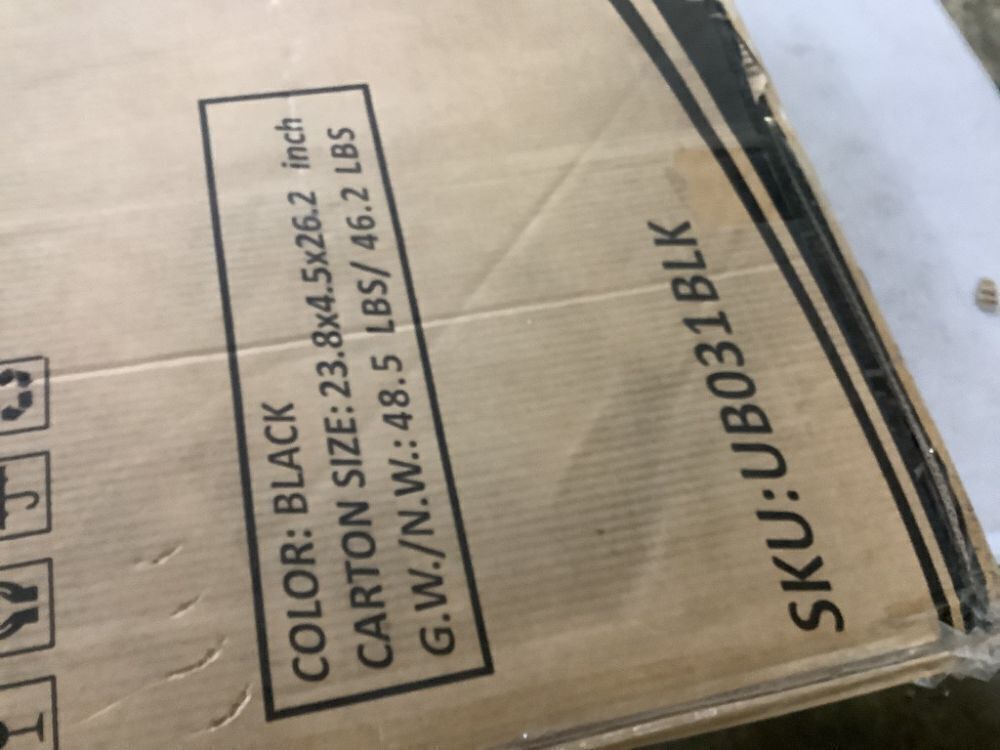 COLOR: BLACK
CARTON SIZE: 23.8x4.5x26.2 inch
G.W./N.W.: 48.5 LBS/ 46.2 LBS
SKU:UB031BLK